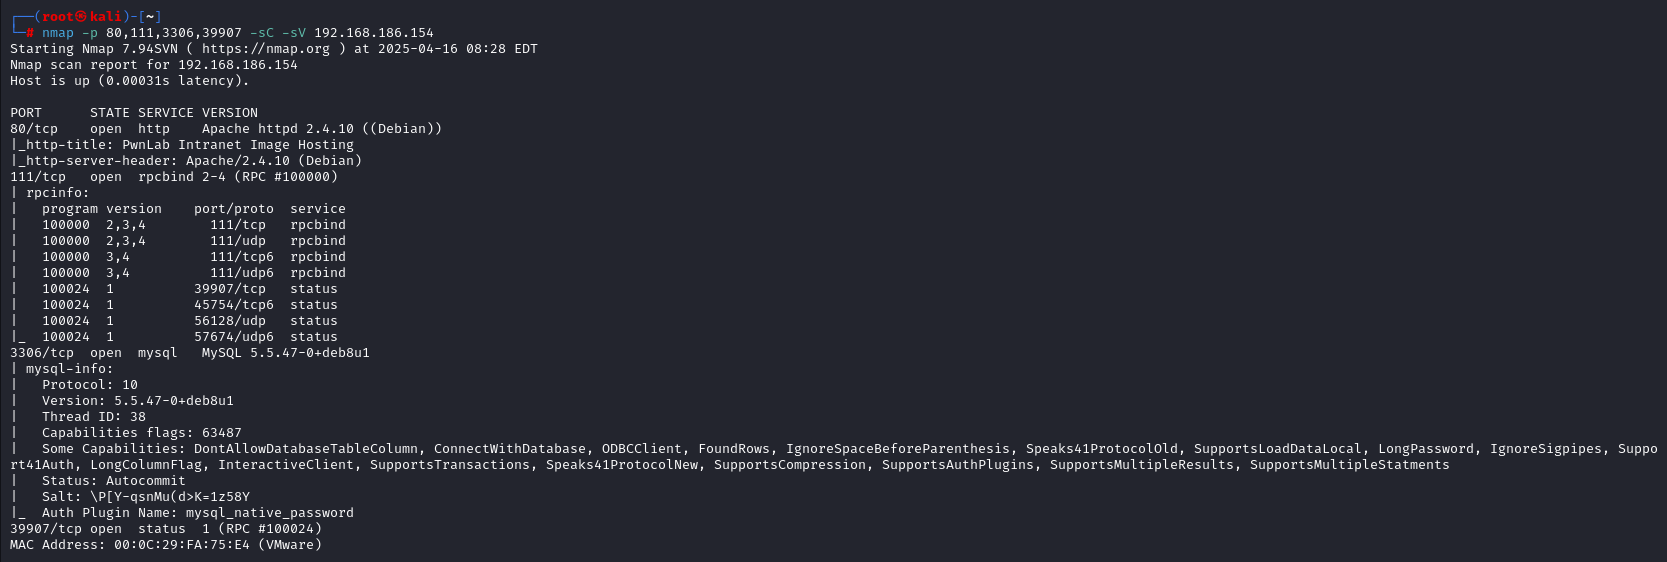 ┌──(root㉿kali)-[~]
└─# nmap -p 80,111,3306,39907 -sC -sV 192.168.186.154
Starting Nmap 7.94SVN ( https://nmap.org ) at 2025-04-16 08:28 EDT
Nmap scan report for 192.168.186.154
Host is up (0.00031s latency).

PORT      STATE SERVICE VERSION
80/tcp    open  http    Apache httpd 2.4.10 ((Debian))
|_http-title: PwnLab Intranet Image Hosting
|_http-server-header: Apache/2.4.10 (Debian)
111/tcp   open  rpcbind 2-4 (RPC #100000)
| rpcinfo:
|   program version    port/proto  service
|   100000  2,3,4        111/tcp   rpcbind
|   100000  2,3,4        111/udp   rpcbind
|   100000  3,4          111/tcp6  rpcbind
|   100000  3,4          111/udp6  rpcbind
|   100024  1          39907/tcp   status
|   100024  1          45754/tcp6  status
|   100024  1          56128/udp   status
|_  100024  1          57674/udp6  status
3306/tcp  open  mysql   MySQL 5.5.47-0+deb8u1
| mysql-info:
|   Protocol: 10
|   Version: 5.5.47-0+deb8u1
|   Thread ID: 38
|   Capabilities flags: 63487
|   Some Capabilities: DontAllowDatabaseTableColumn, ConnectWithDatabase, ODBCClient, FoundRows, IgnoreSpaceBeforeParenthesis, Speaks41ProtocolOld, SupportsLoadDataLocal, LongPassword, IgnoreSigpipes, Suppo
rt41Auth, LongColumnFlag, InteractiveClient, SupportsTransactions, Speaks41ProtocolNew, SupportsCompression, SupportsAuthPlugins, SupportsMultipleResults, SupportsMultipleStatments
|   Status: Autocommit
|   Salt: \P[Y-qsnMu(d>K=1z58Y
|_  Auth Plugin Name: mysql_native_password
39907/tcp open  status  1 (RPC #100024)
MAC Address: 00:0C:29:FA:75:E4 (VMware)